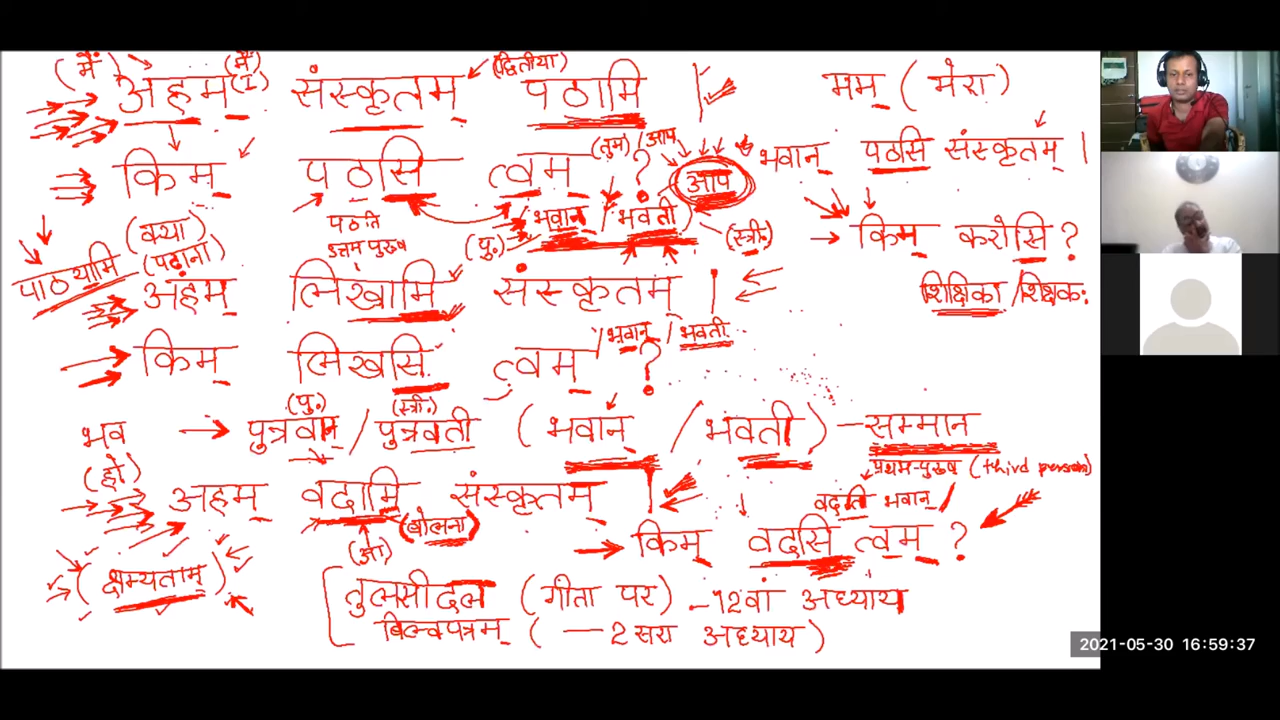 (मैं) अहम् (मैं I) संस्कृतम् (द्वितीया) पठामि | मम (मेरा)
किम् पठसि त्वम् (तुम) / आप ? आप भवान् पठसि संस्कृतम् |
(क्या) पठति उत्तम पुरुष (पु.) / भवान् / भवती) (स्त्री.) किम् करोसि ?
पाठयामि (पढ़ाना) अहम् लिखामि संस्कृतम् | शिक्षिका / शिक्षकः
किम् लिखसि त्वम् / भवान् / भवती ?
भव (हो) → पुत्रवान् (पु.) / पुत्रवती (स्त्री.) (भवान् / भवती) – सम्मान
प्रथम-पुरुष (third person)
अहम् वदामि संस्कृतम् | वदति भवान् /
(बोलना) किम् वदसि त्वम् ?
(क्षम्यताम्) तुलसीदल (गीता पर) – 12वां अध्याय
बिल्वपत्रम् ( — 2सरा अध्याय)
2021-05-30 16:59:37